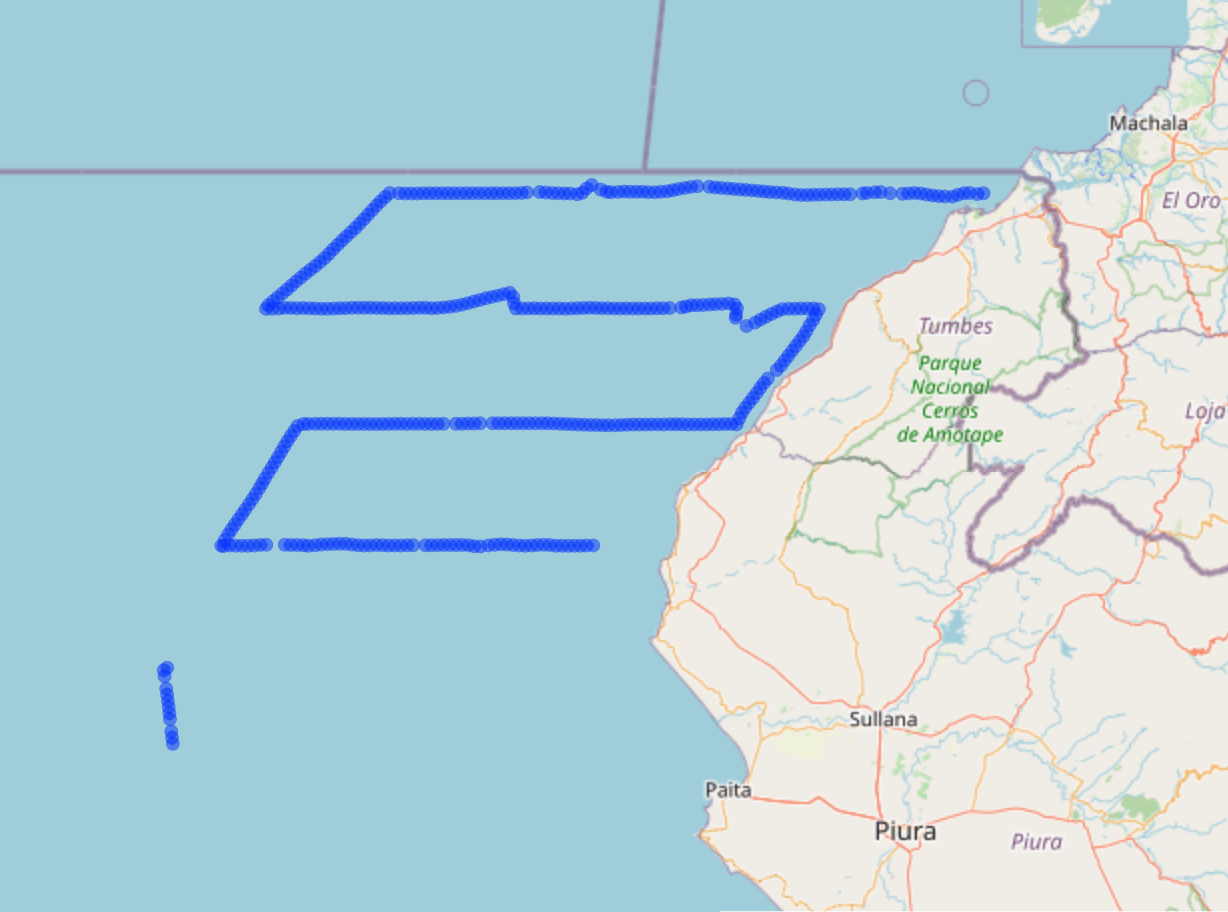 Machala
El Oro
Tumbes
Parque
Nacional
Cerros
de Amotape
Loja
Sullana
Paita
Piura
Piura